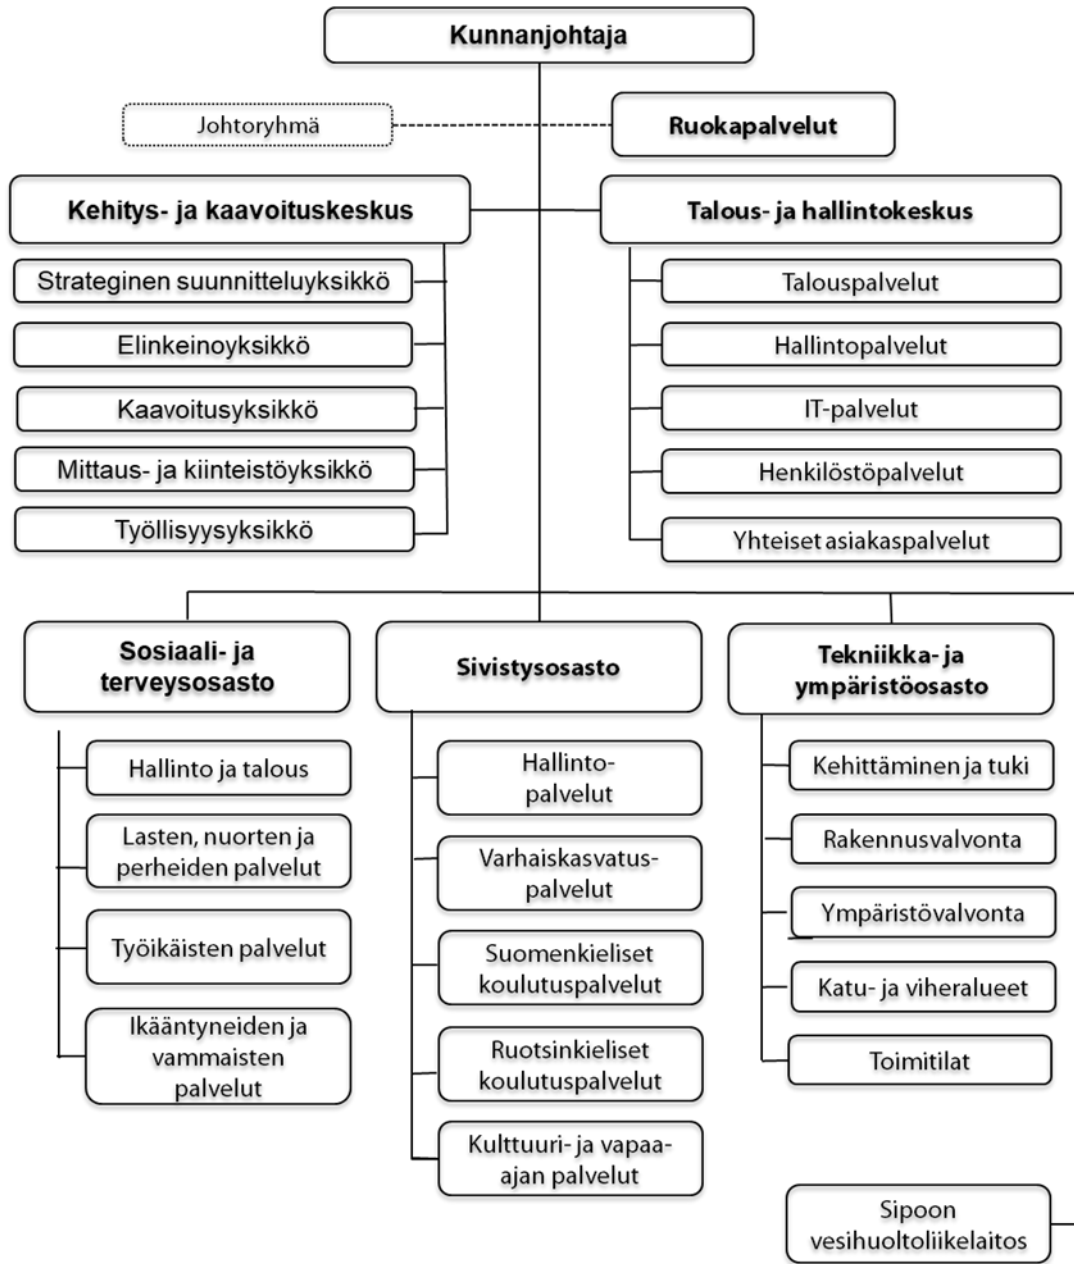 Kunnanjohtaja
Johtoryhmä
Ruokapalvelut
Kehitys- ja kaavoituskeskus
Talous- ja hallintokeskus
Strateginen suunnitteluyksikkö
Elinkeinoyksikkö
Kaavoitusyksikkö
Mittaus- ja kiinteistöyksikkö
Työllisyysyksikkö
Talouspalvelut
Hallintopalvelut
IT-palvelut
Henkilöstöpalvelut
Yhteiset asiakaspalvelut
Sosiaali- ja
terveysosasto
Hallinto ja talous
Lasten, nuorten ja
perheiden palvelut
Työikäisten palvelut
Ikääntyneiden ja
vammaisten
palvelut
Sivistysosasto
Hallinto-
palvelut
Varhaiskasvatus-
palvelut
Suomenkieliset
koulutuspalvelut
Ruotsinkieliset
koulutuspalvelut
Kulttuuri- ja vapaa-
ajan palvelut
Tekniikka- ja
ympäristöosasto
Kehittäminen ja tuki
Rakennusvalvonta
Ympäristövalvonta
Katu- ja viheralueet
Toimitilat
Sipoon
vesihuoltoliikelaitos